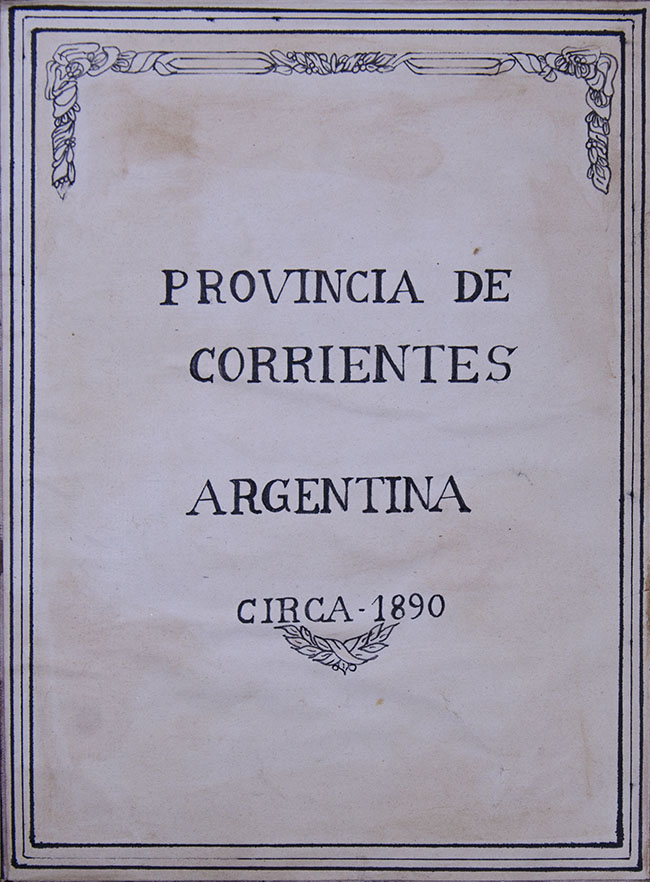 PROVINCIA DE
CORRIENTES
ARGENTINA
CIRCA-1890